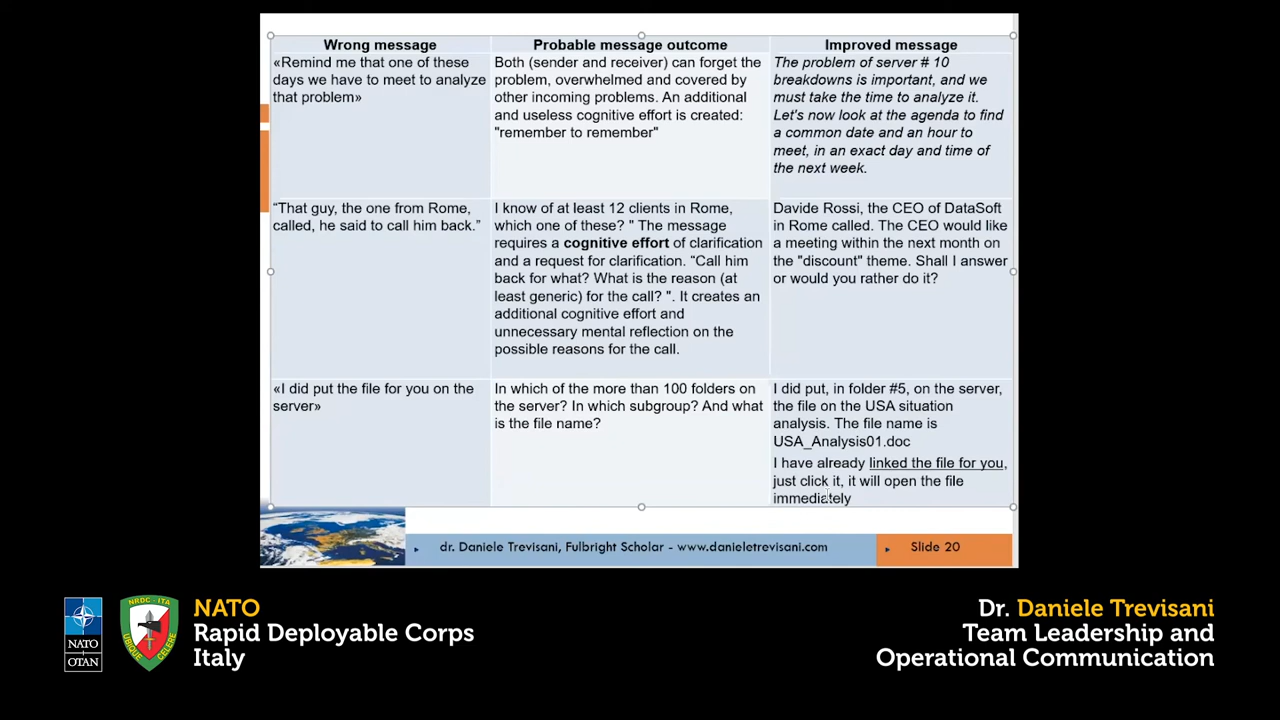 Wrong message
Probable message outcome
Improved message
«Remind me that one of these
days we have to meet to analyze
that problem»
Both (sender and receiver) can forget the
problem, overwhelmed and covered by
other incoming problems. An additional
and useless cognitive effort is created:
"remember to remember"
The problem of server # 10
breakdowns is important, and we
must take the time to analyze it.
Let's now look at the agenda to find
a common date and an hour to
meet, in an exact day and time of
the next week.
“That guy, the one from Rome,
called, he said to call him back.”
I know of at least 12 clients in Rome,
which one of these? " The message
requires a cognitive effort of clarification
and a request for clarification. “Call him
back for what? What is the reason (at
least generic) for the call? ". It creates an
additional cognitive effort and
unnecessary mental reflection on the
possible reasons for the call.
Davide Rossi, the CEO of DataSoft
in Rome called. The CEO would like
a meeting within the next month on
the "discount" theme. Shall I answer
or would you rather do it?
«I did put the file for you on the
server»
In which of the more than 100 folders on
the server? In which subgroup? And what
is the file name?
I did put, in folder #5, on the server,
the file on the USA situation
analysis. The file name is
USA_Analysis01.doc
I have already linked the file for you,
just click it, it will open the file
immediately
dr. Daniele Trevisani, Fulbright Scholar - www.danieletrevisani.com
Slide 20
NATO
OTAN
NRDC - ITA
UBIQUE CELERE
NATO
Rapid Deployable Corps
Italy
Dr. Daniele Trevisani
Team Leadership and
Operational Communication